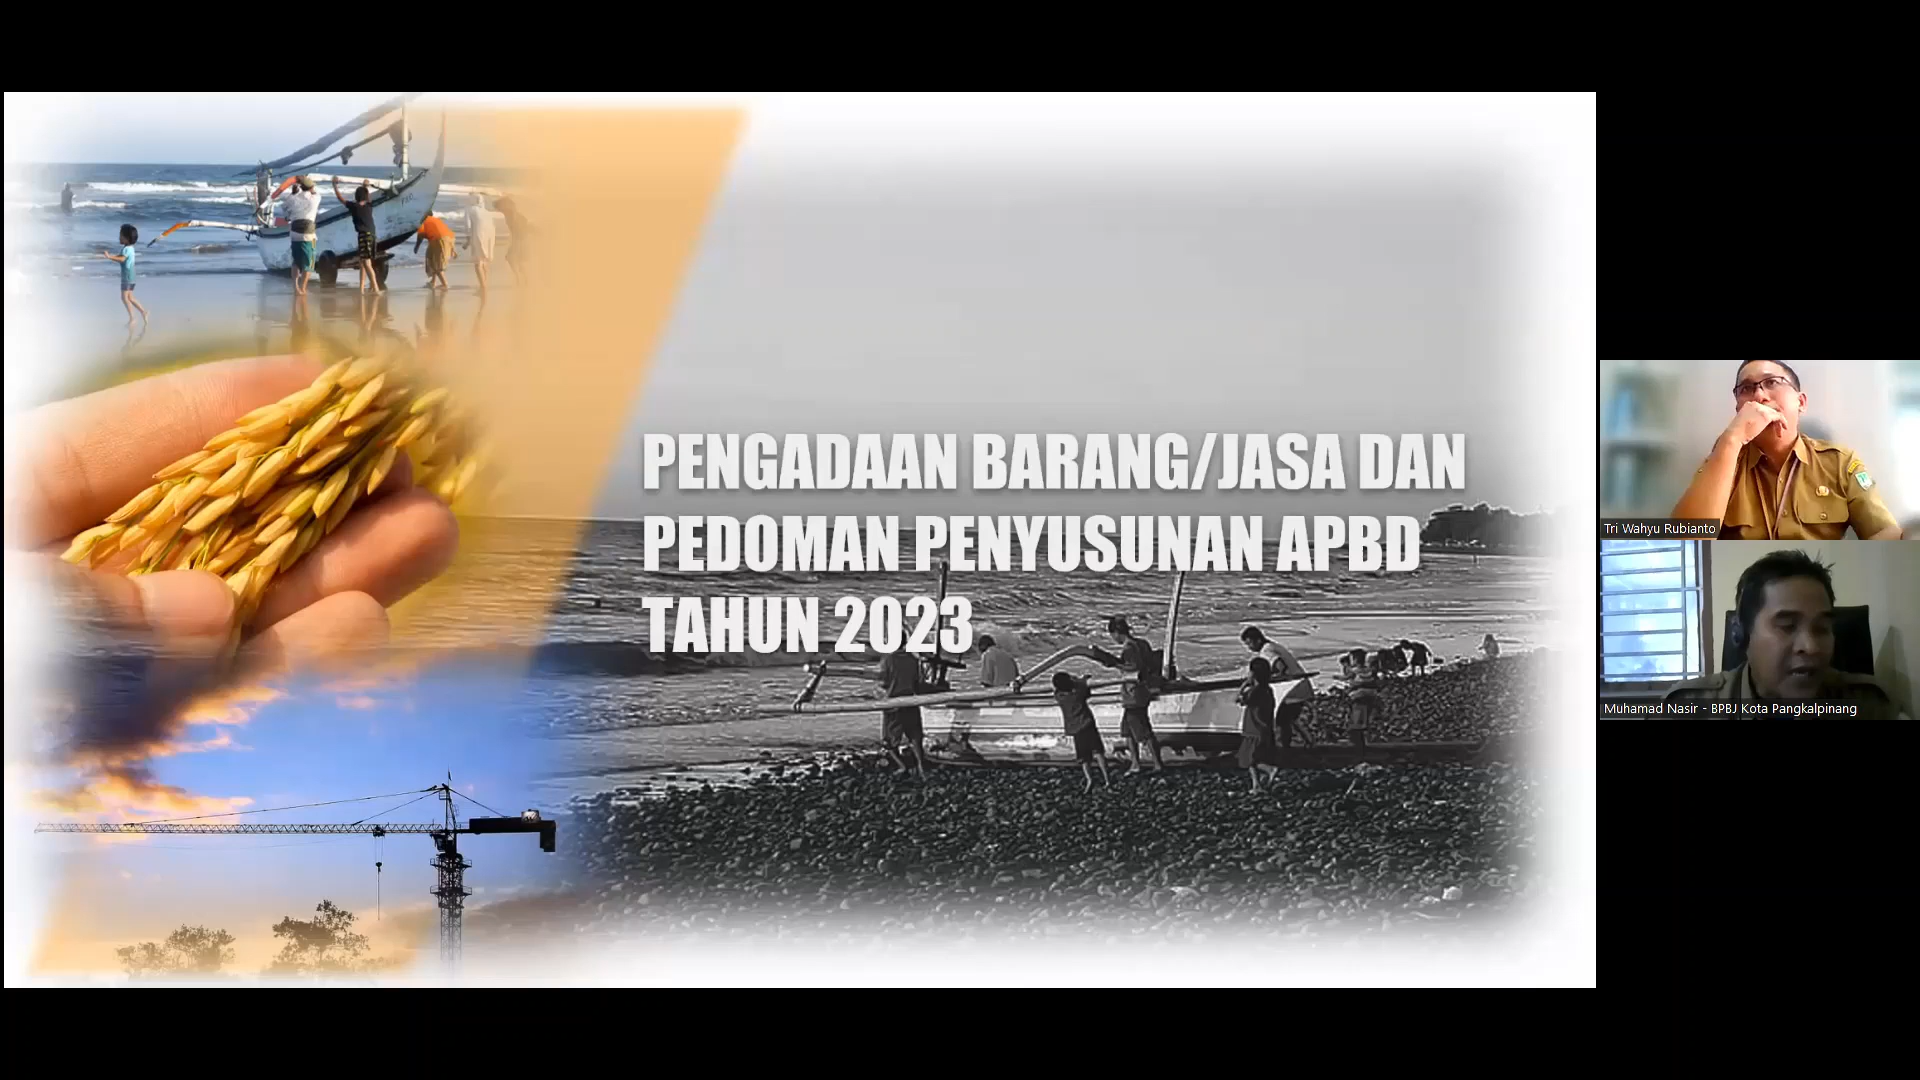 PENGADAAN BARANG/JASA DAN
PEDOMAN PENYUSUNAN APBD
TAHUN 2023
Tri Wahyu Rubianto
Muhamad Nasir - BPBJ Kota Pangkalpinang